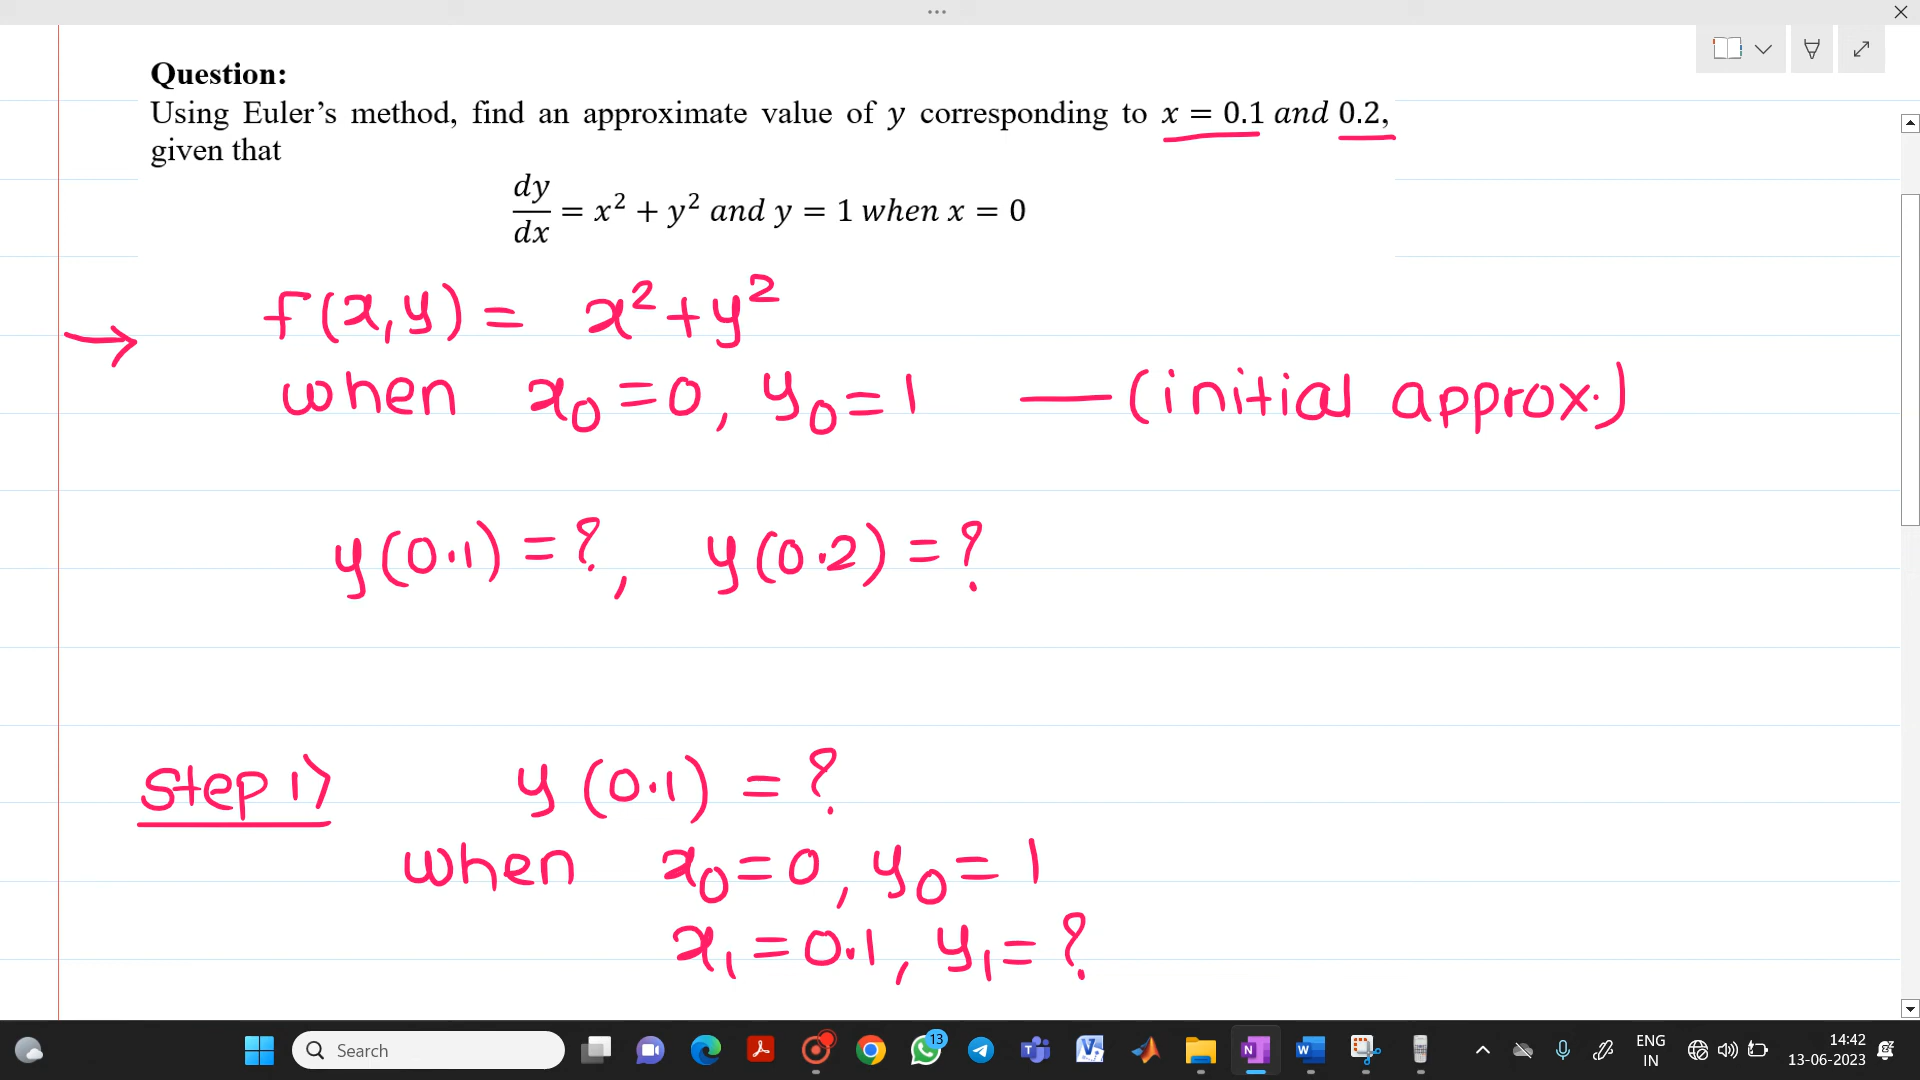 Question:
Using Euler’s method, find an approximate value of y corresponding to x = 0.1 and 0.2,
given that
dy/dx = x² + y² and y = 1 when x = 0
→ f(x,y) = x²+y²
when x₀=0, y₀=1 —(initial approx.)
y(0.1)=?, y(0.2)=?
Step 1) y(0.1) = ?
when x₀=0, y₀=1
x₁=0.1, y₁=?
Search
13
ENG
IN
14:42
13-06-2023